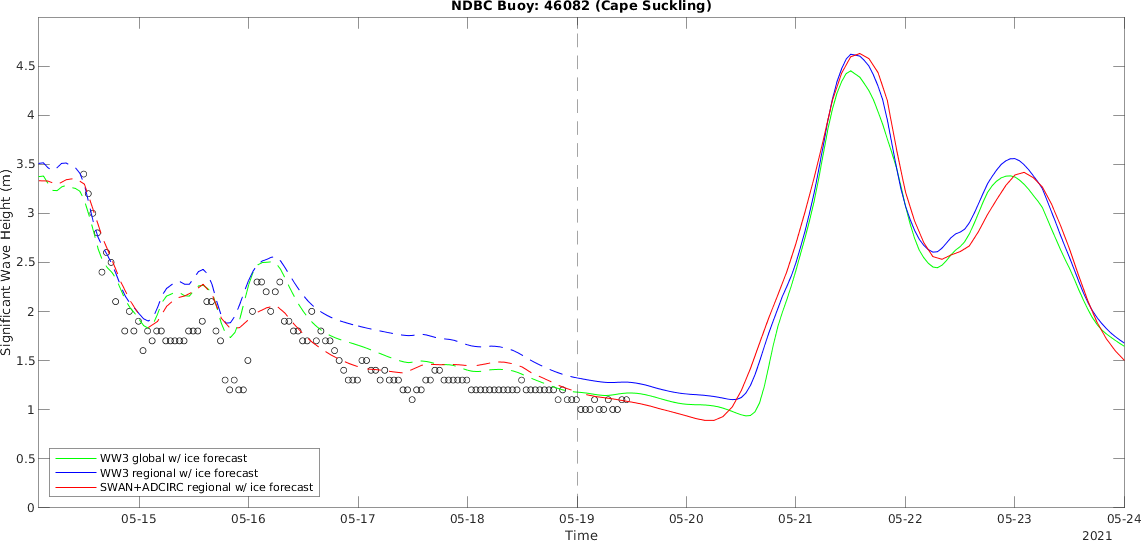 NDBC Buoy: 46082 (Cape Suckling)
Significant Wave Height (m)
4.5
4
3.5
3
2.5
2
1.5
1
0.5
0
WW3 global w/ ice forecast
WW3 regional w/ ice forecast
SWAN+ADCIRC regional w/ ice forecast
05-15 05-16 05-17 05-18 05-19 05-20 05-21 05-22 05-23 05-24
Time
2021